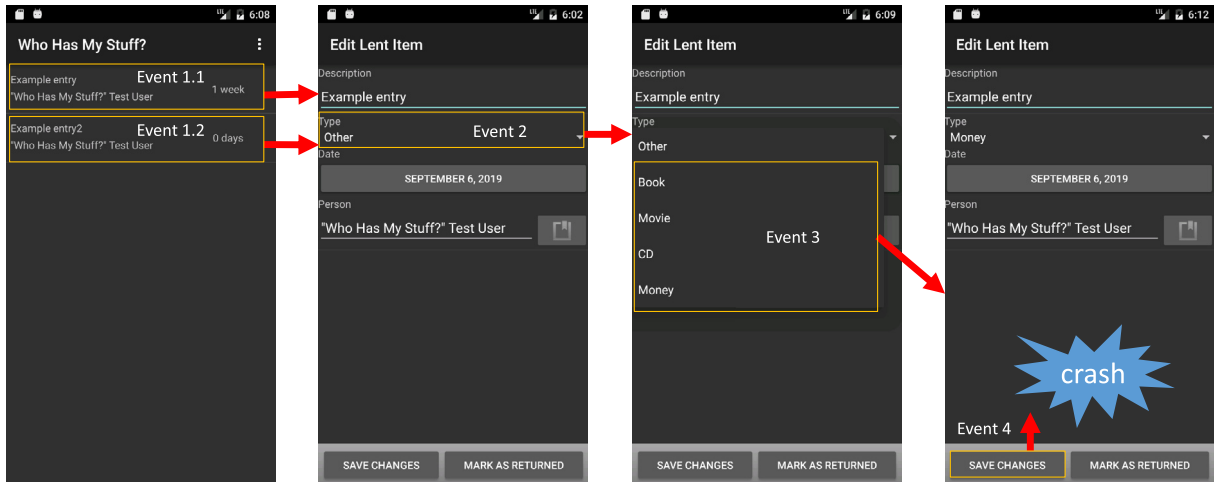 6:08
Who Has My Stuff?
Example entry
Event 1.1
"Who Has My Stuff?" Test User
1 week
Example entry2
Event 1.2
"Who Has My Stuff?" Test User
0 days
LTE 6:02
Edit Lent Item
Description
Example entry
Type
Other
Event 2
Date
SEPTEMBER 6, 2019
Person
"Who Has My Stuff?" Test User
SAVE CHANGES
MARK AS RETURNED
LTE 6:09
Edit Lent Item
Description
Example entry
Type
Other
Book
Movie
Event 3
CD
Money
SAVE CHANGES
MARK AS RETURNED
LTE 6:12
Edit Lent Item
Description
Example entry
Type
Money
Date
SEPTEMBER 6, 2019
Person
"Who Has My Stuff?" Test User
crash
Event 4
SAVE CHANGES
MARK AS RETURNED